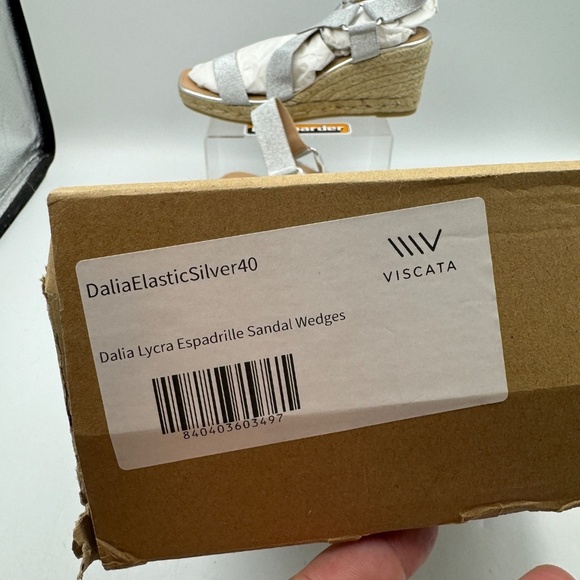 DaliaElasticSilver40
VISCATA
Dalia Lycra Espadrille Sandal Wedges
840403603497